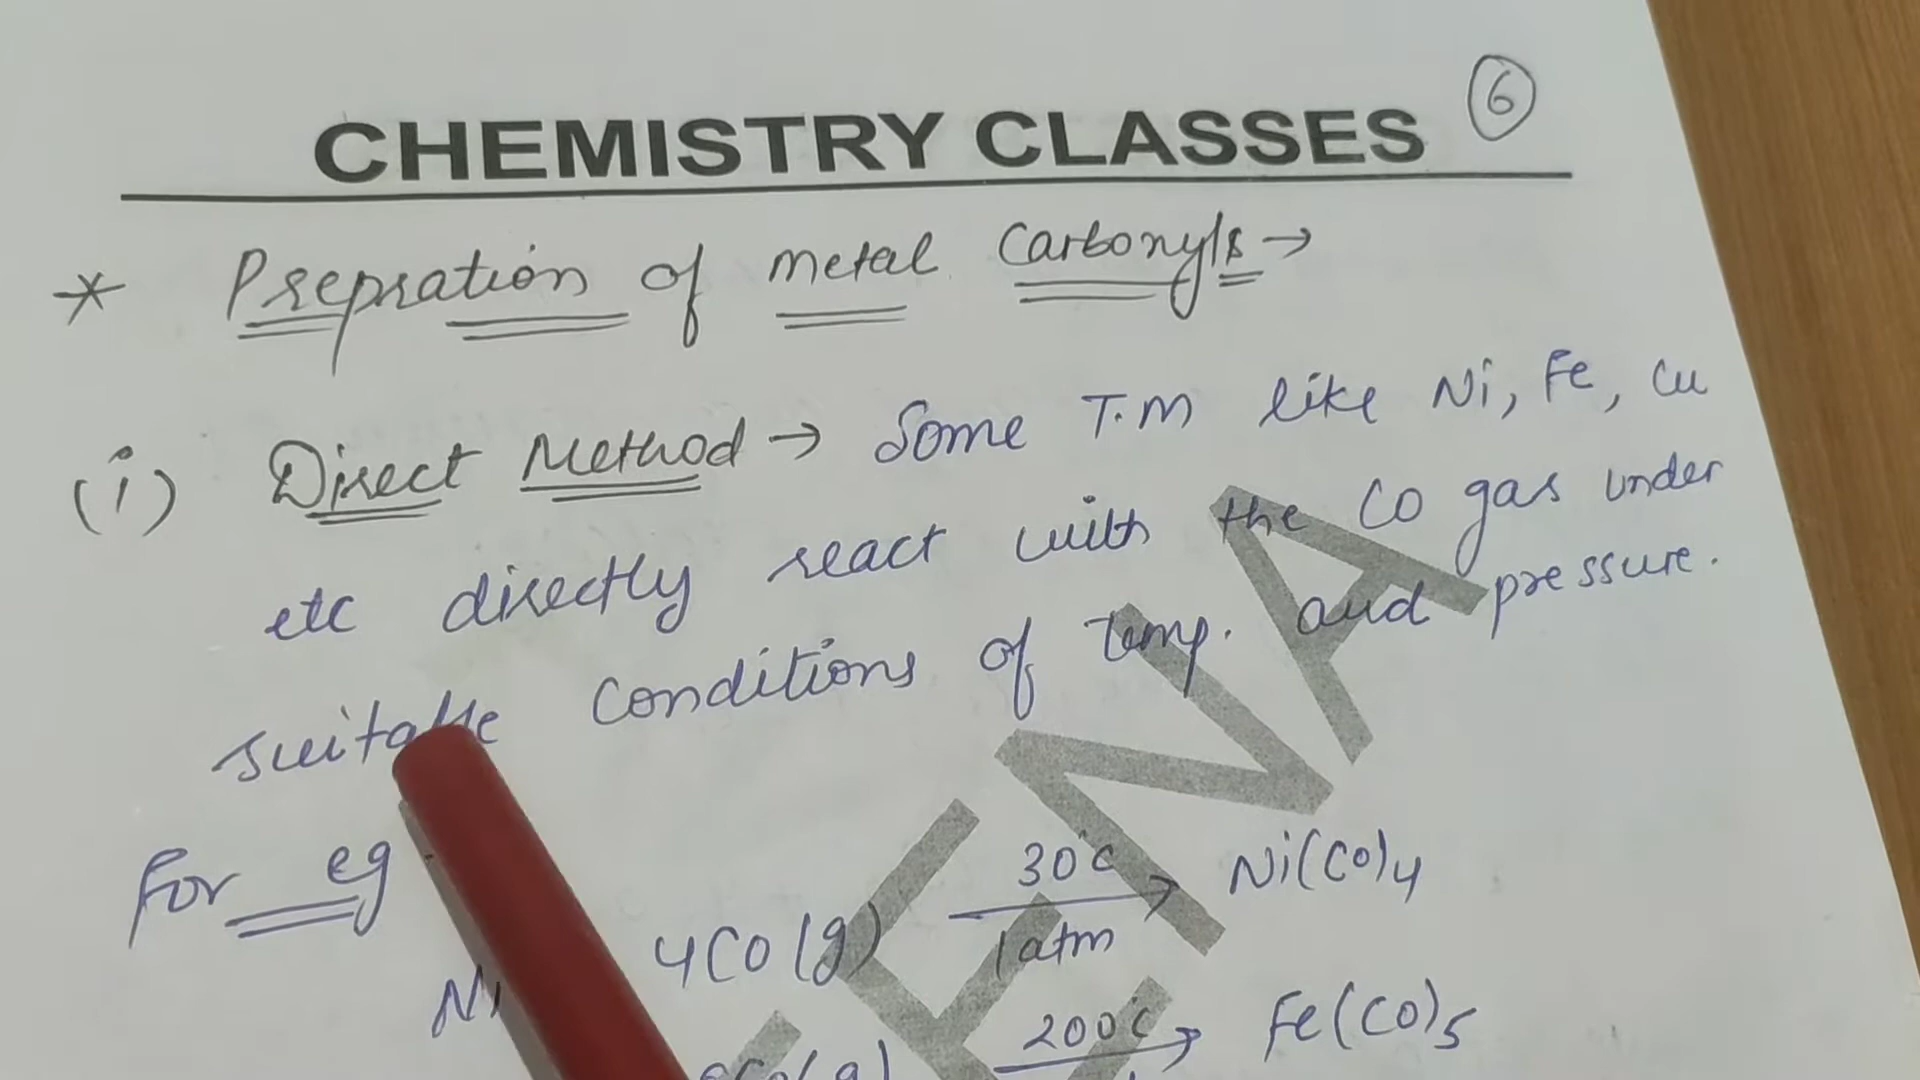 CHEMISTRY CLASSES 6
* Prepration of metal Carbonyls →
(i) Direct Method → Some T.M like Ni, Fe, Cu
etc directly react with the CO gas under
suitable conditions of temp. and pressure.
For eg
Ni 4CO(g) 30°C 1atm → Ni(CO)4
CO(g) 200°C → Fe(CO)5
ENA